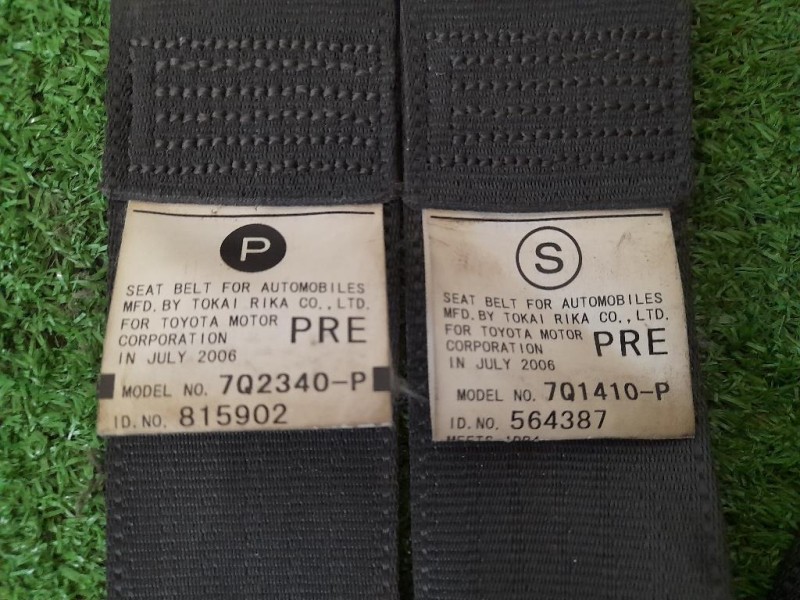 P
SEAT BELT FOR AUTOMOBILES
MFD. BY TOKAI RIKA CO.,LTD.
FOR TOYOTA MOTOR
CORPORATION PRE
IN JULY 2006
MODEL NO. 7Q2340-P
ID.NO. 815902
S
SEAT BELT FOR AUTOMOBILES
MFD. BY TOKAI RIKA CO.,LTD.
FOR TOYOTA MOTOR
CORPORATION PRE
IN JULY 2006
MODEL NO. 7Q1410-P
ID.NO. 564387